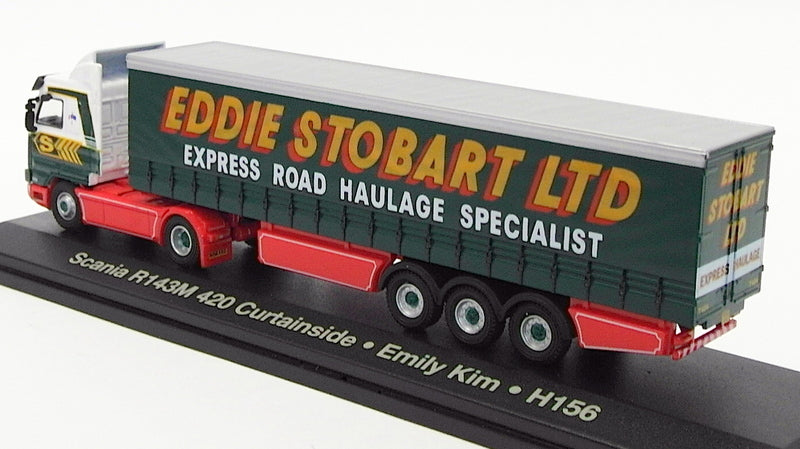 EDDIE STOBART LTD
EXPRESS ROAD HAULAGE SPECIALIST
S
EDDIE
STOBART
LTD
EXPRESS HAULAGE
Scania R143M 420 Curtainside • Emily Kim • H156